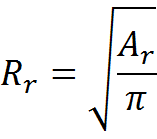 R_r = √(A_r / π)